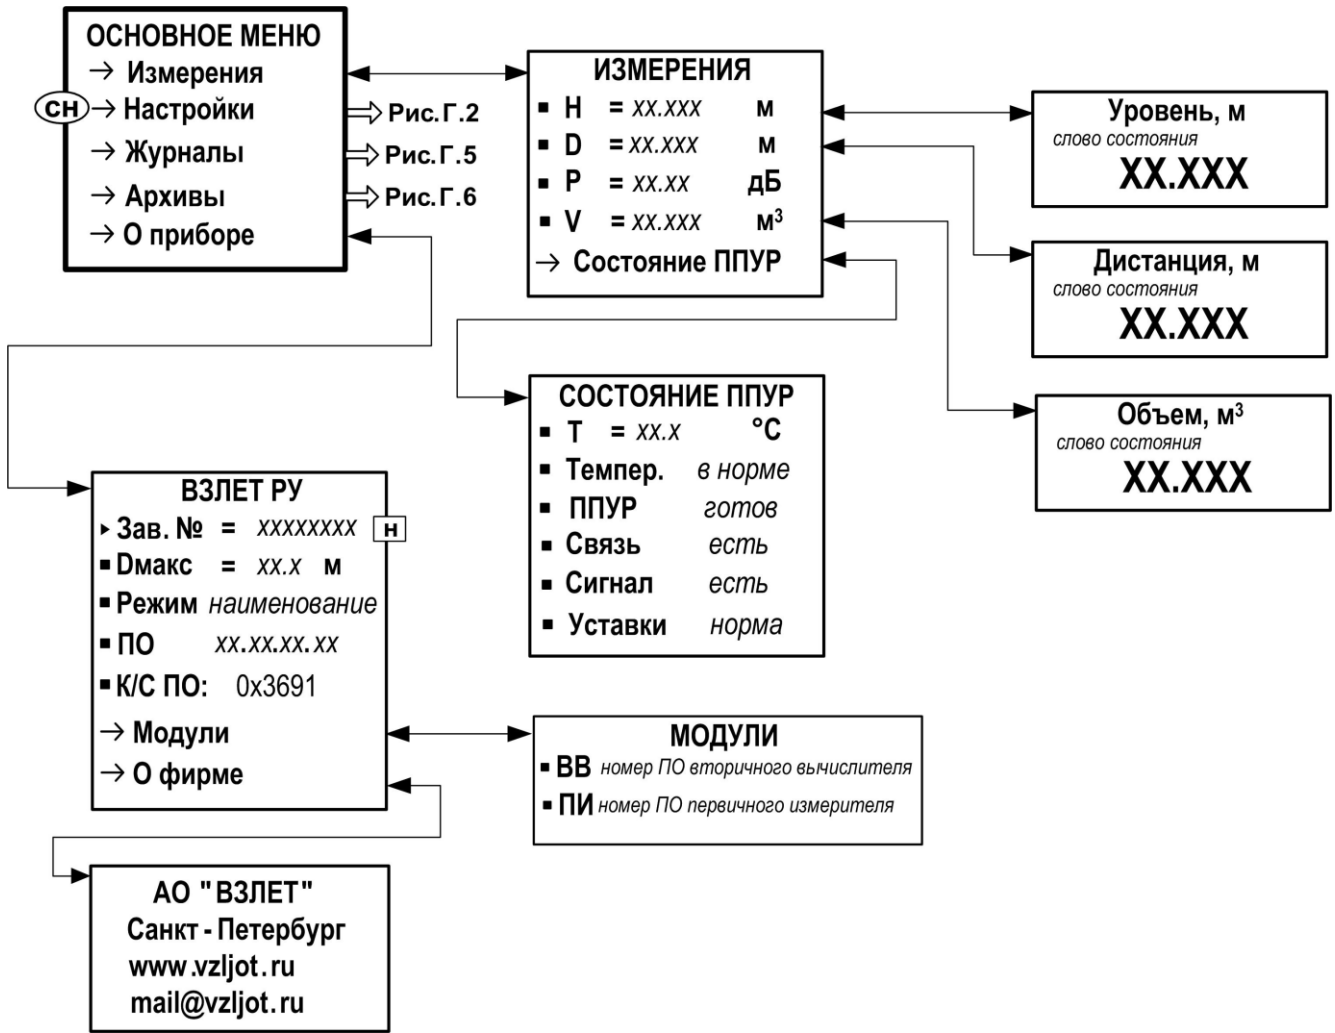 ОСНОВНОЕ МЕНЮ
→ Измерения
СН → Настройки
⇒ Рис.Г.2
→ Журналы
⇒ Рис.Г.5
→ Архивы
⇒ Рис.Г.6
→ О приборе
ИЗМЕРЕНИЯ
▪ H = xx.xxx м
▪ D = xx.xxx м
▪ P = xx.xx дБ
▪ V = xx.xxx м³
→ Состояние ППУР
Уровень, м
слово состояния
XX.XXX
Дистанция, м
слово состояния
XX.XXX
Объем, м³
слово состояния
XX.XXX
СОСТОЯНИЕ ППУР
▪ T = xx.x °C
▪ Темпер. в норме
▪ ППУР готов
▪ Связь есть
▪ Сигнал есть
▪ Уставки норма
ВЗЛЕТ РУ
▸ Зав. № = xxxxxxxx Н
▪ Dмакс = xx.x м
▪ Режим наименование
▪ ПО xx.xx.xx.xx
▪ К/С ПО: 0x3691
→ Модули
→ О фирме
МОДУЛИ
▪ ВВ номер ПО вторичного вычислителя
▪ ПИ номер ПО первичного измерителя
АО "ВЗЛЕТ"
Санкт - Петербург
www.vzljot.ru
mail@vzljot.ru